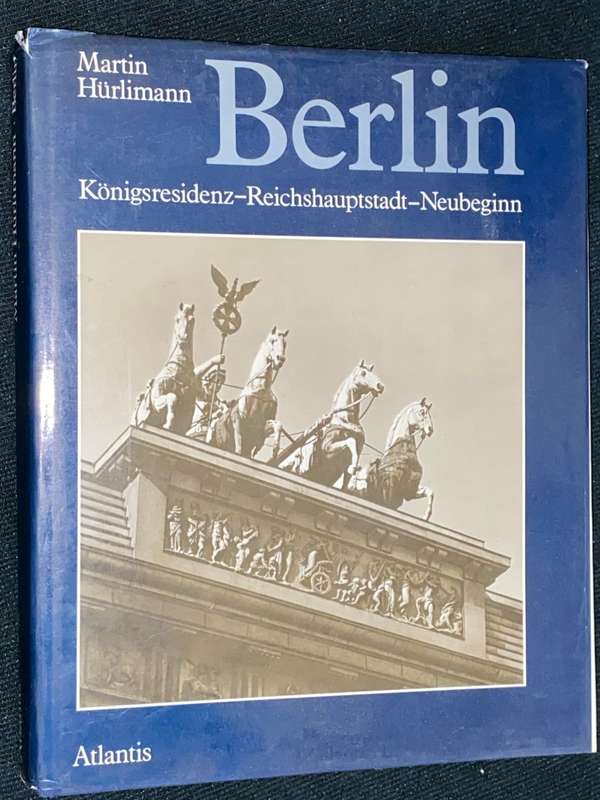 Martin
Hürlimann
Berlin
Königsresidenz–Reichshauptstadt–Neubeginn
Atlantis